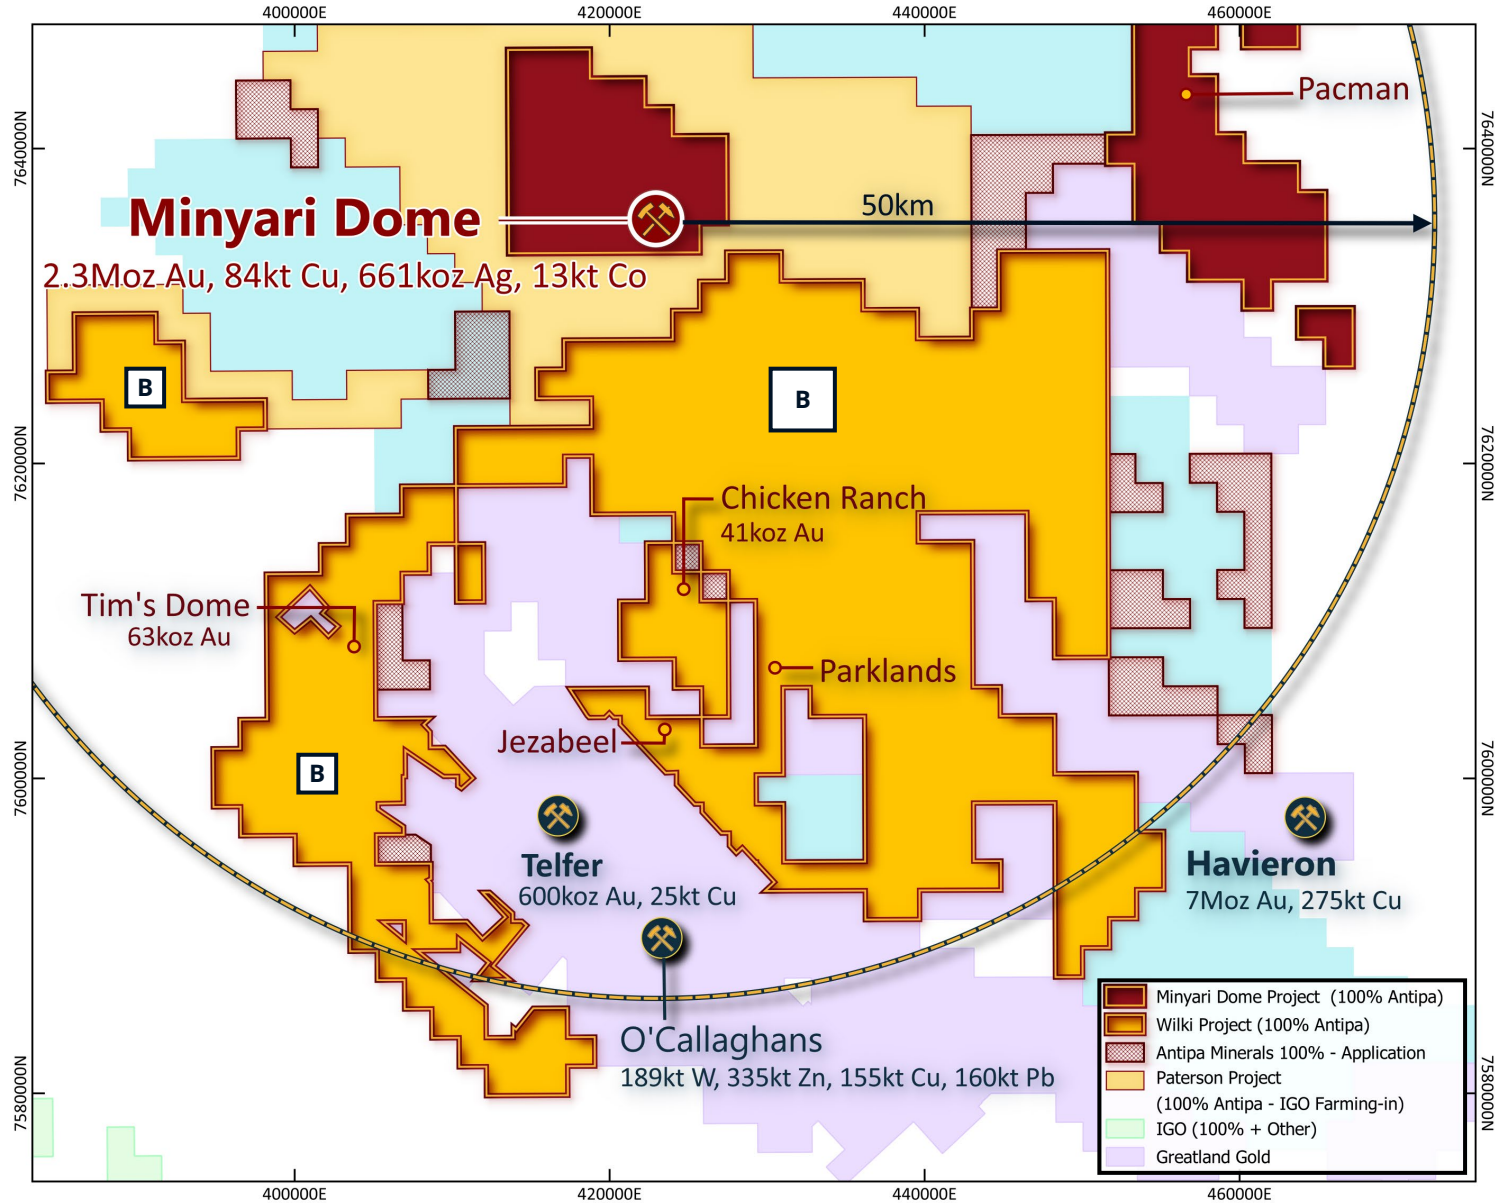 400000E
420000E
440000E
460000E
7640000N
7640000N
Pacman
50km
Minyari Dome
2.3Moz Au, 84kt Cu, 661koz Ag, 13kt Co
B
B
7620000N
7620000N
Chicken Ranch
41koz Au
Tim's Dome
63koz Au
Parklands
Jezabeel
B
7600000N
7600000N
Telfer
600koz Au, 25kt Cu
Havieron
7Moz Au, 275kt Cu
O'Callaghans
189kt W, 335kt Zn, 155kt Cu, 160kt Pb
Minyari Dome Project (100% Antipa)
Wilki Project (100% Antipa)
Antipa Minerals 100% - Application
Paterson Project
(100% Antipa - IGO Farming-in)
IGO (100% + Other)
Greatland Gold
7580000N
7580000N
400000E
420000E
440000E
460000E